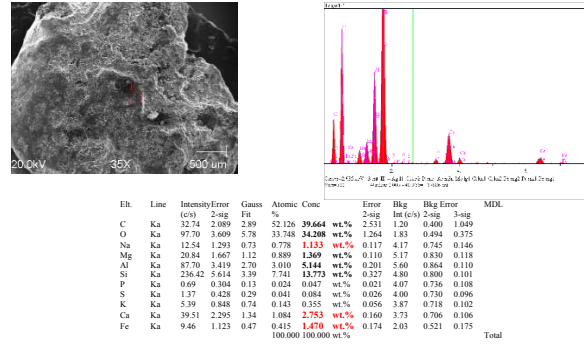 20.0kV
35X
500 um
Elt. Line Intensity Error Gauss Atomic Conc Error Bkg Bkg Error MDL
(c/s) 2-sig Fit % 2-sig Int (c/s) 2-sig 3-sig
C Ka 32.74 2.089 2.89 52.126 39.664 wt.% 2.531 1.20 0.400 1.049
O Ka 97.70 3.609 5.78 33.748 34.208 wt.% 1.264 1.83 0.494 0.375
Na Ka 12.54 1.293 0.73 0.778 1.133 wt.% 0.117 4.17 0.745 0.146
Mg Ka 20.84 1.667 1.12 0.889 1.369 wt.% 0.110 5.17 0.830 0.118
Al Ka 87.70 3.419 2.70 3.010 5.144 wt.% 0.201 5.60 0.864 0.110
Si Ka 236.42 5.614 3.39 7.741 13.773 wt.% 0.327 4.80 0.800 0.101
P Ka 0.69 0.304 0.13 0.024 0.047 wt.% 0.021 4.07 0.736 0.108
S Ka 1.37 0.428 0.29 0.041 0.084 wt.% 0.026 4.00 0.730 0.096
K Ka 5.39 0.848 0.74 0.143 0.355 wt.% 0.056 3.87 0.718 0.102
Ca Ka 39.51 2.295 1.34 1.084 2.753 wt.% 0.160 3.73 0.706 0.106
Fe Ka 9.46 1.123 0.47 0.415 1.470 wt.% 0.174 2.03 0.521 0.175
100.000 100.000 wt.% Total